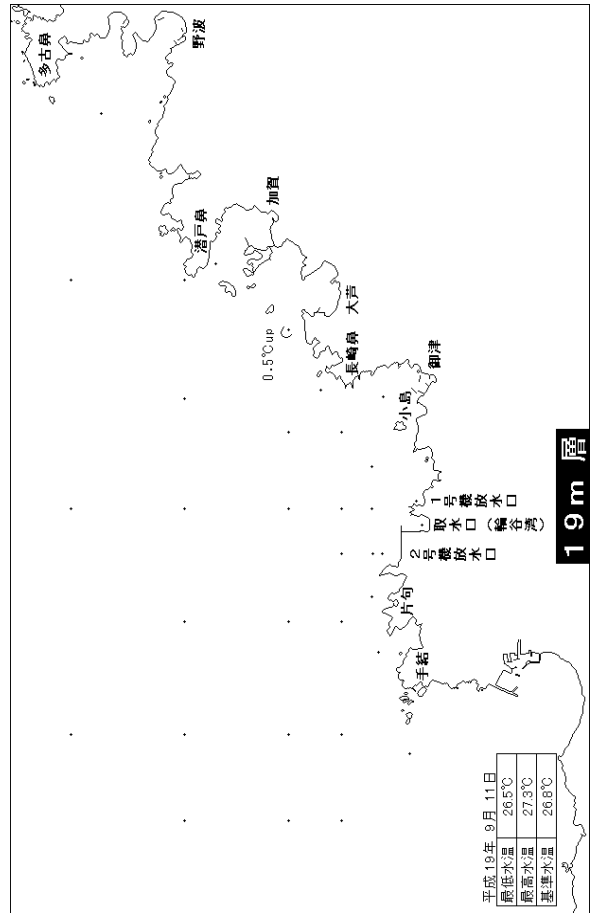 多古鼻
野波
潜戸鼻
加賀
大芦
0.5℃up
長崎鼻
御津
小島
1号機放水口
取水口(輪谷湾)
2号機放水口
片句
手結
19m 層
平成19年 9月 11日
最低水温 26.5℃
最高水温 27.3℃
基準水温 26.8℃